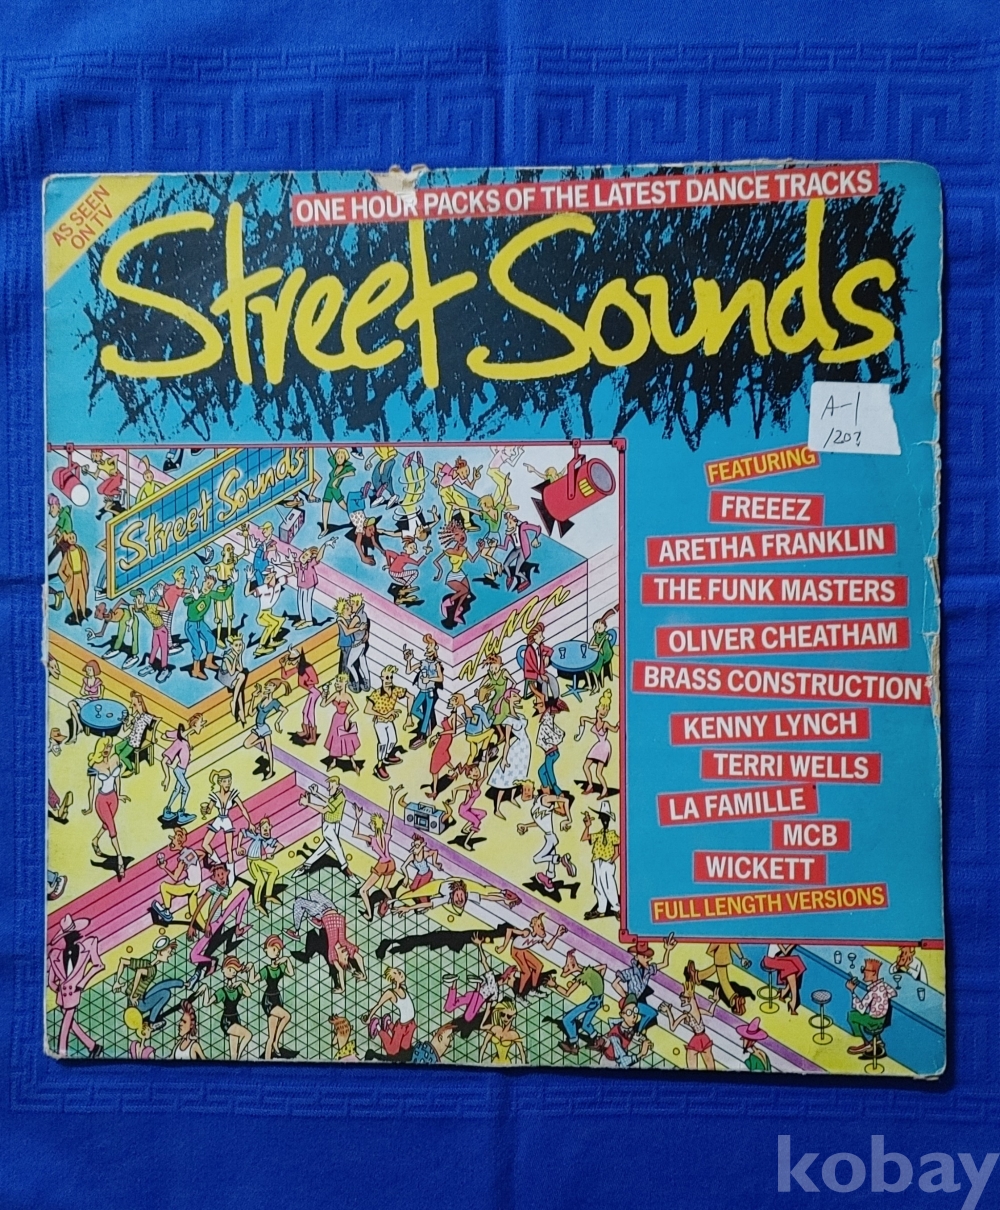 AS SEEN
ON TV
ONE HOUR PACKS OF THE LATEST DANCE TRACKS
Street Sounds
A-1
Street Sounds
FEATURING
FREEEZ
ARETHA FRANKLIN
THE FUNK MASTERS
OLIVER CHEATHAM
BRASS CONSTRUCTION
KENNY LYNCH
TERRI WELLS
LA FAMILLE
MCB
WICKETT
FULL LENGTH VERSIONS
kobay